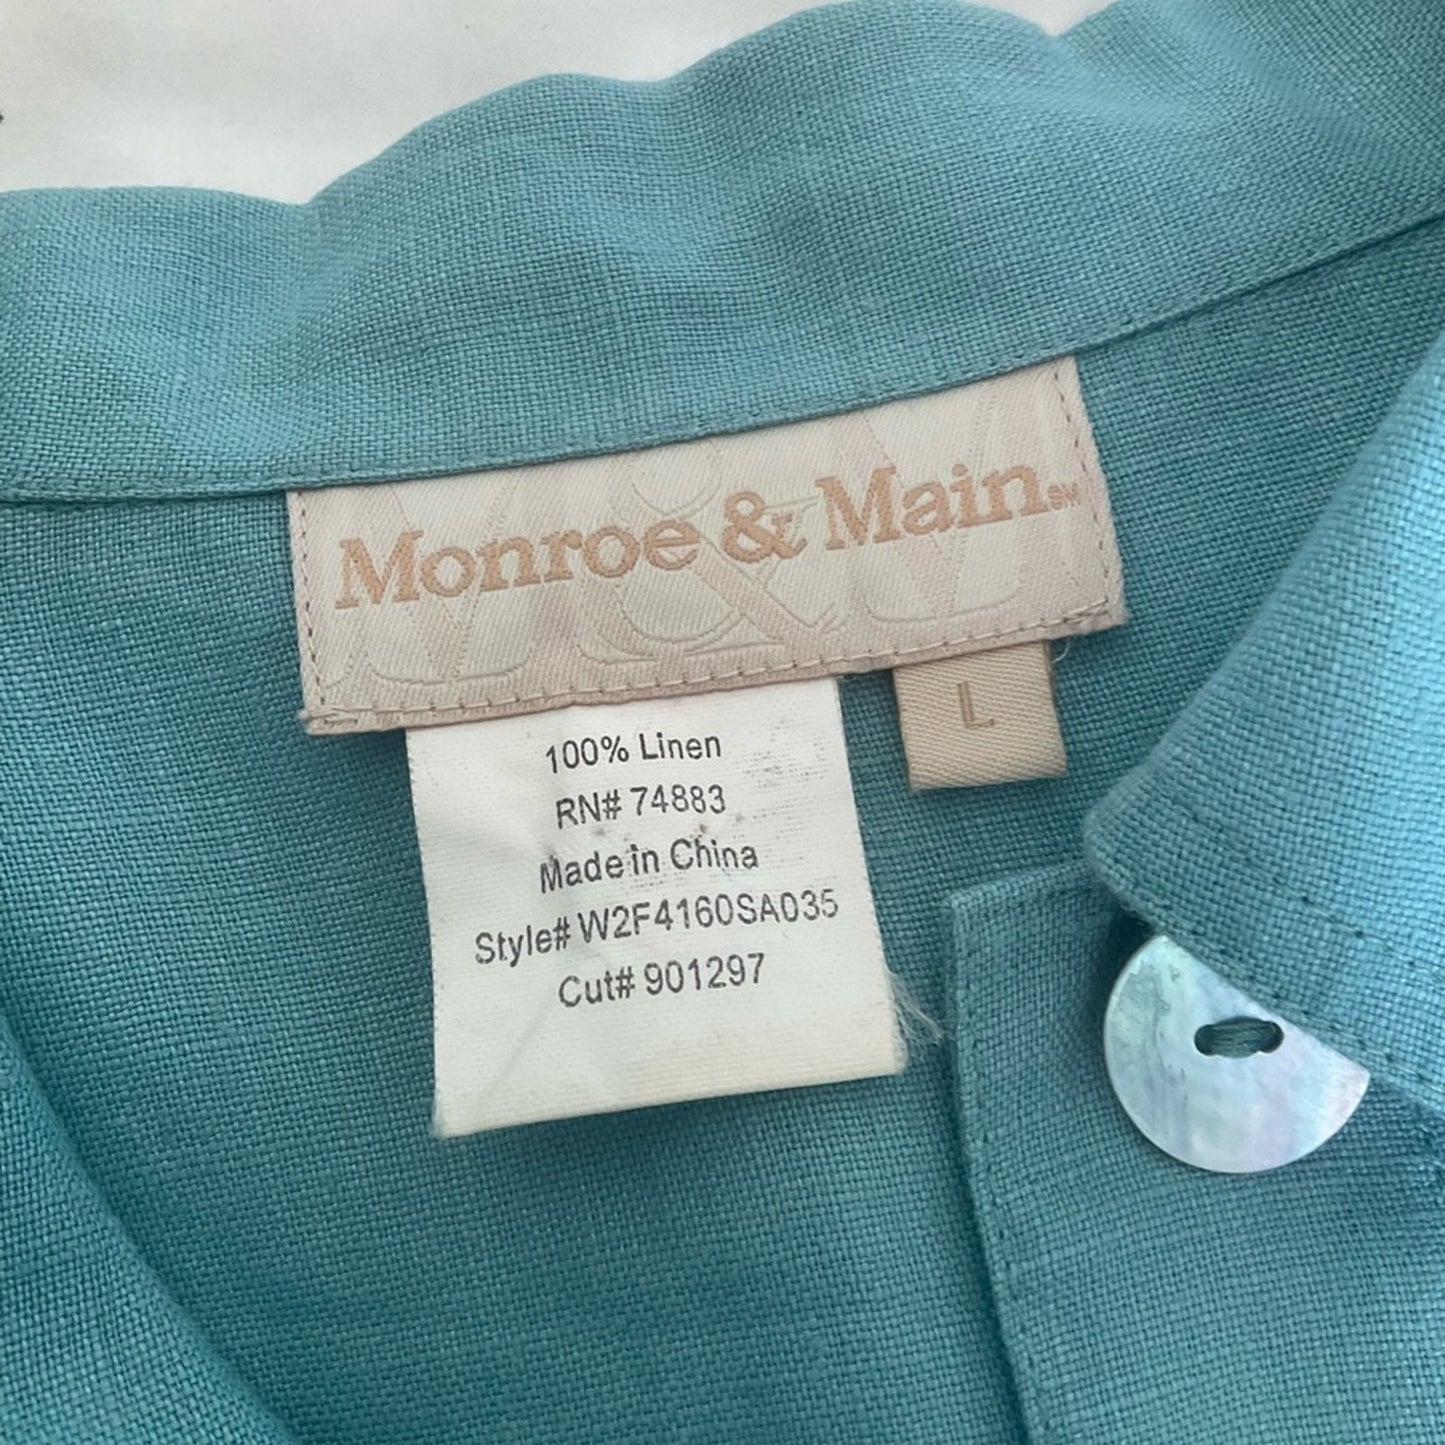 Monroe & Main SM
L
100% Linen
RN# 74883
Made in China
Style# W2F4160SA035
Cut# 901297